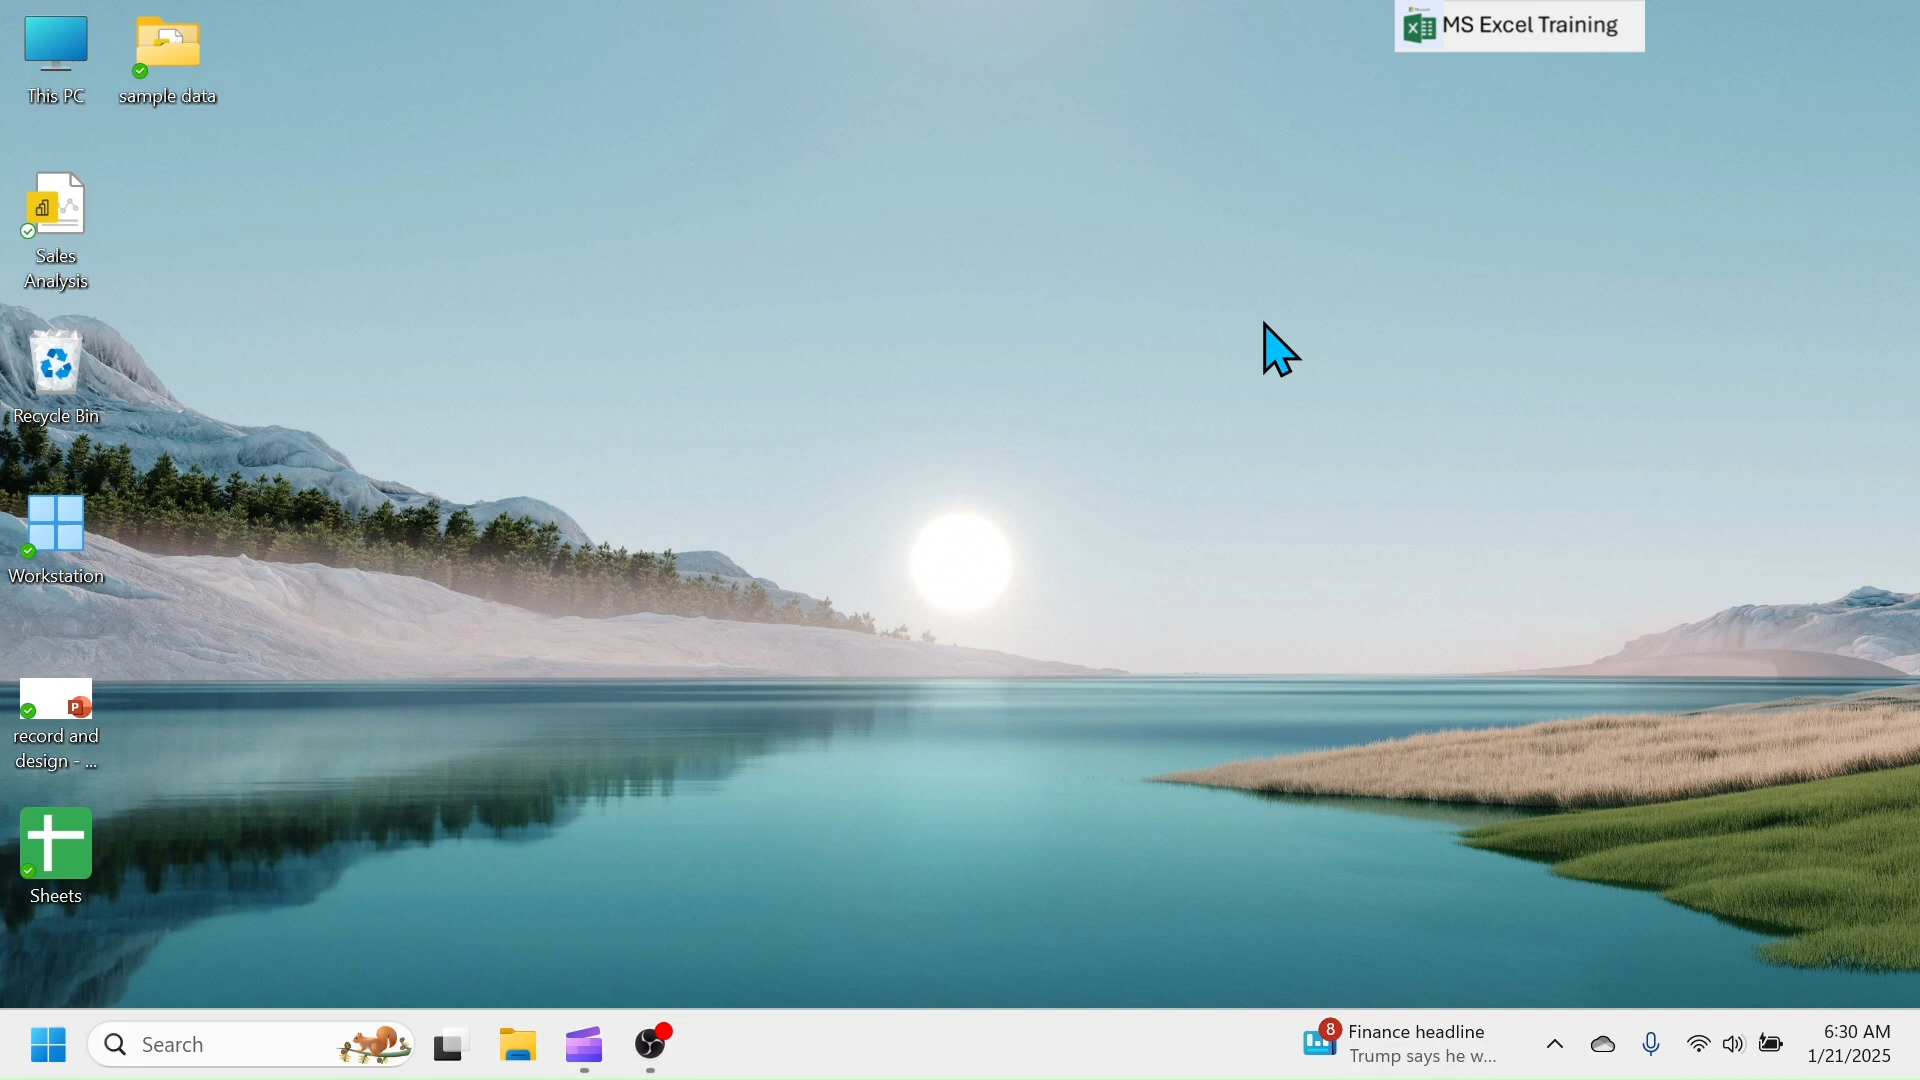 This PC
sample data
MS Excel Training
Sales
Analysis
Recycle Bin
Workstation
record and
design - ...
Sheets
Search
8
Finance headline
Trump says he w...
6:30 AM
1/21/2025